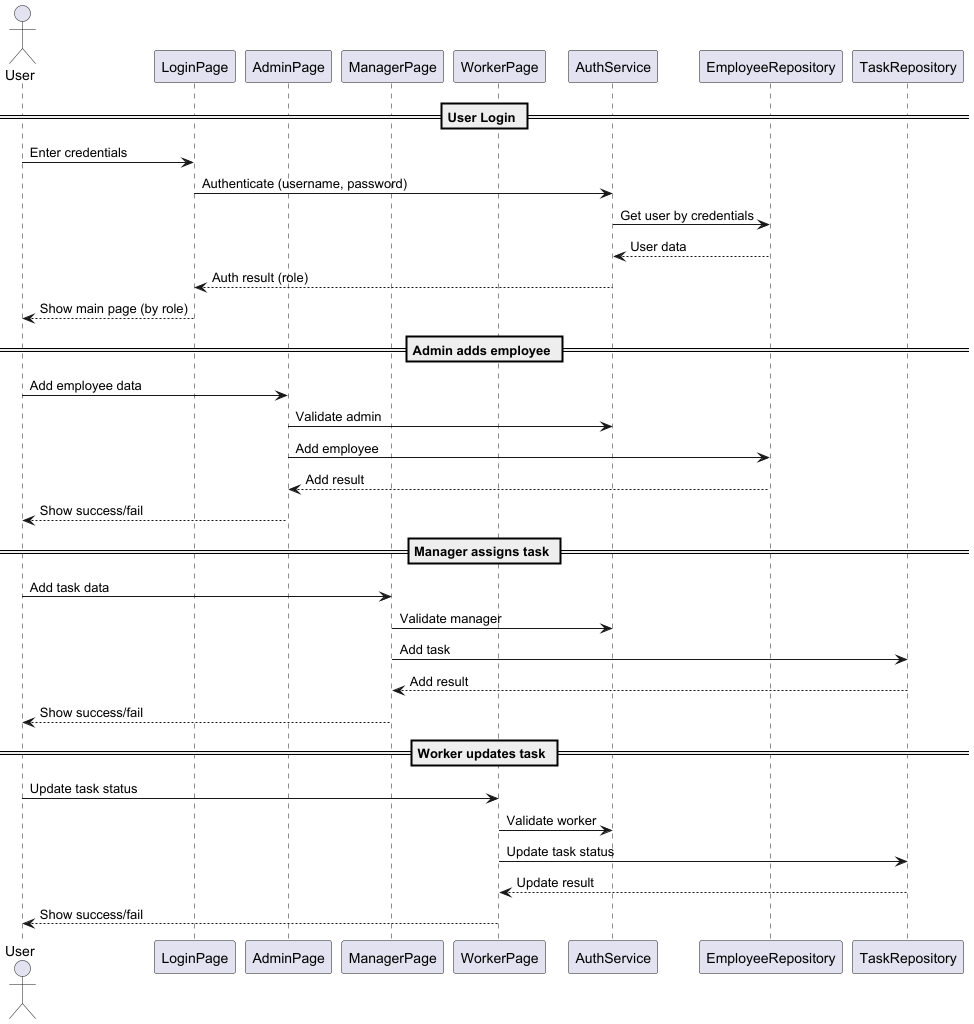 User
LoginPage
AdminPage
ManagerPage
WorkerPage
AuthService
EmployeeRepository
TaskRepository
User Login
Enter credentials
Authenticate (username, password)
Get user by credentials
User data
Auth result (role)
Show main page (by role)
Admin adds employee
Add employee data
Validate admin
Add employee
Add result
Show success/fail
Manager assigns task
Add task data
Validate manager
Add task
Add result
Show success/fail
Worker updates task
Update task status
Validate worker
Update task status
Update result
Show success/fail
User
LoginPage
AdminPage
ManagerPage
WorkerPage
AuthService
EmployeeRepository
TaskRepository